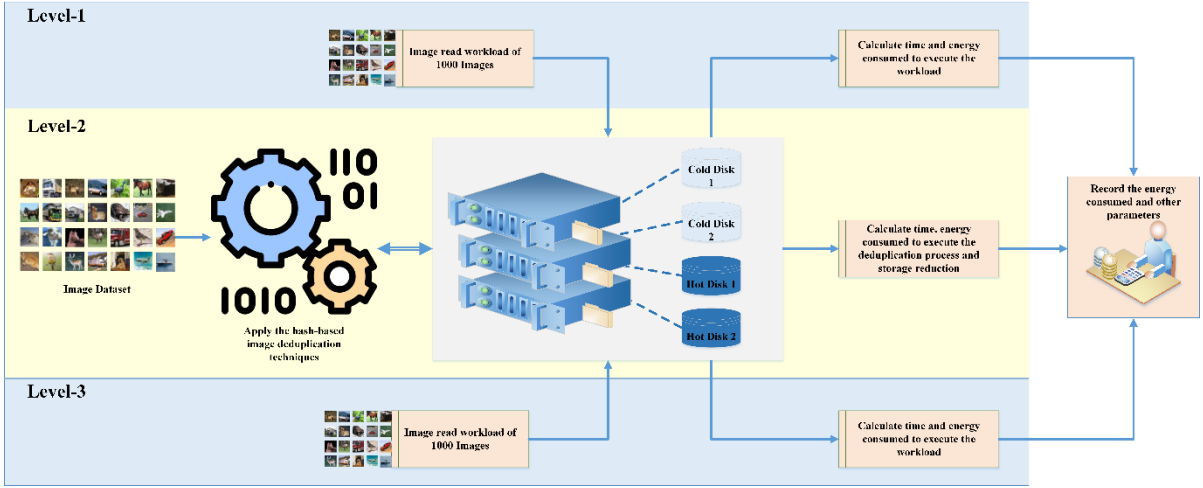 Level-1
Image read workload of
1000 Images
Calculate time and energy
consumed to execute the
workload
Level-2
Image Dataset
110
01
1010
Apply the hash-based
image deduplication
techniques
Cold Disk
1
Cold Disk
2
Hot Disk 1
Hot Disk 2
Calculate time, energy
consumed to execute the
deduplication process and
storage reduction
Record the energy
consumed and other
parameters
Level-3
Image read workload of
1000 Images
Calculate time and energy
consumed to execute the
workload